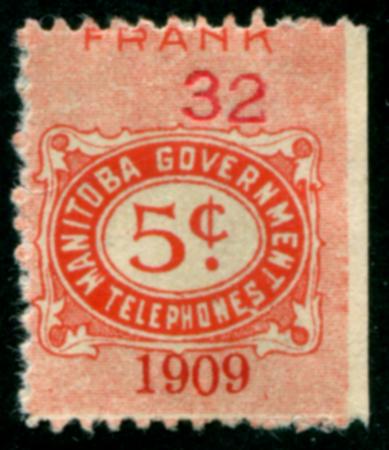 FRANK
32
MANITOBA GOVERNMENT
5¢
TELEPHONES
1909